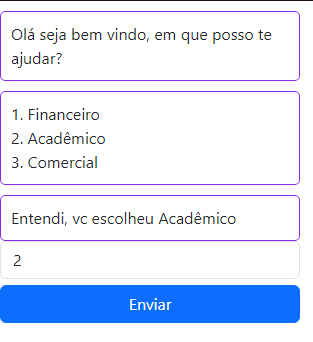 Olá seja bem vindo, em que posso te
ajudar?
1. Financeiro
2. Acadêmico
3. Comercial
Entendi, vc escolheu Acadêmico
2
Enviar